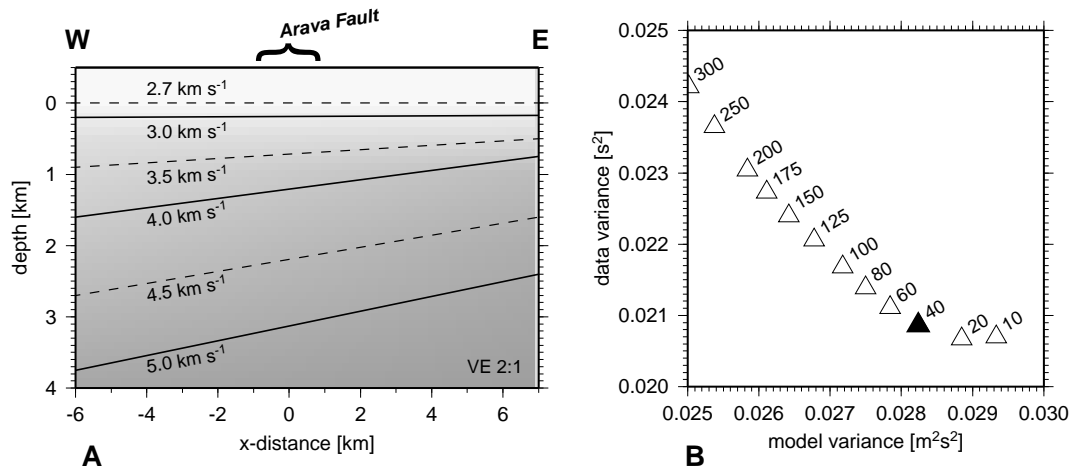 Arava Fault
W
E
2.7 km s-1
3.0 km s-1
3.5 km s-1
4.0 km s-1
4.5 km s-1
5.0 km s-1
VE 2:1
0
1
2
3
4
depth [km]
-6
-4
-2
0
2
4
6
x-distance [km]
A
0.025
0.024
0.023
0.022
0.021
0.020
data variance [s2]
300
250
200
175
150
125
100
80
60
40
20
10
0.025
0.026
0.027
0.028
0.029
0.030
model variance [m2s2]
B